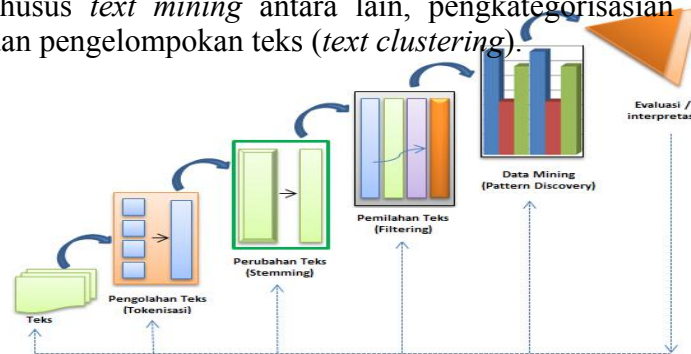 husus text mining antara lain, pengkategorisasian
an pengelompokan teks (text clustering).
Evaluasi /
interpretas
Data Mining
(Pattern Discovery)
Pemilahan Teks
(Filtering)
Perubahan Teks
(Stemming)
Pengolahan Teks
(Tokenisasi)
Teks